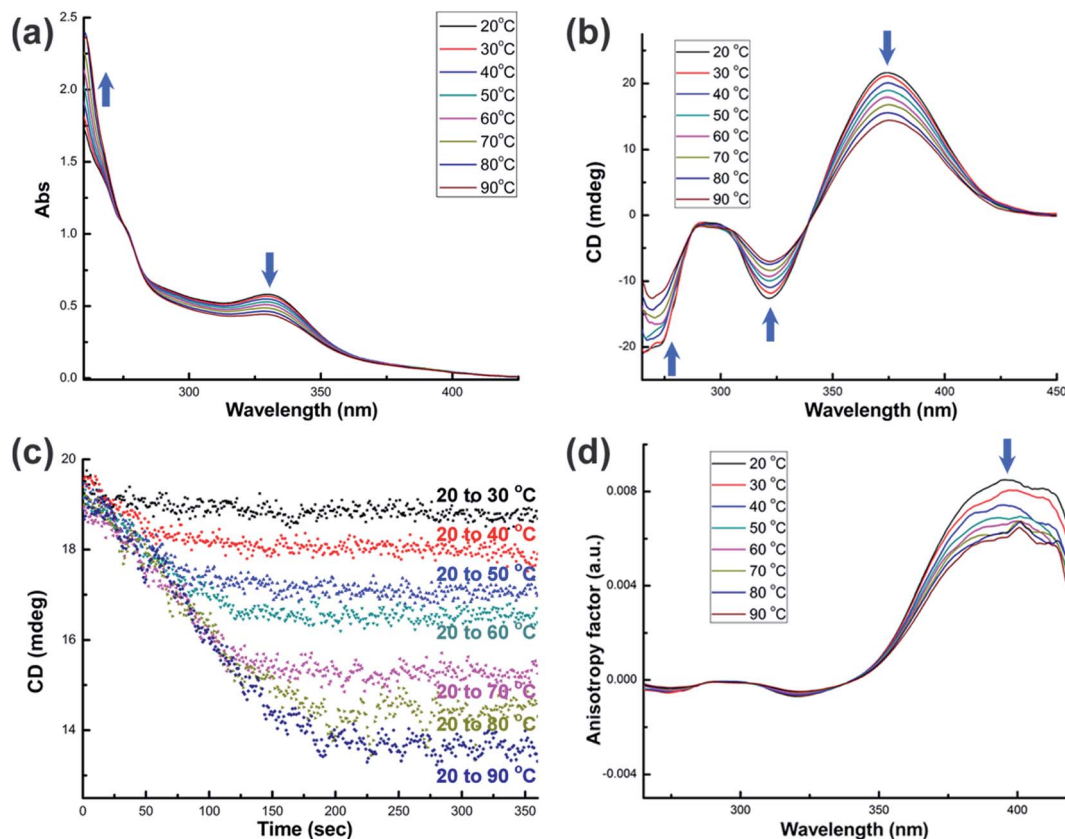 (a)
2.5
2.0
1.5
1.0
0.5
0.0
Abs
300
350
400
Wavelength (nm)
20°C
30°C
40°C
50°C
60°C
70°C
80°C
90°C
(b)
20
10
0
-10
-20
CD (mdeg)
300
350
400
450
Wavelength (nm)
20 °C
30 °C
40 °C
50 °C
60 °C
70 °C
80 °C
90 °C
(c)
20
19
18
17
16
15
14
13
CD (mdeg)
0
50
100
150
200
250
300
350
Time (sec)
20 to 30 °C
20 to 40 °C
20 to 50 °C
20 to 60 °C
20 to 70 °C
20 to 80 °C
20 to 90 °C
(d)
0.008
0.004
0.000
-0.004
Anisotropy factor (a.u.)
300
350
400
Wavelength (nm)
20 °C
30 °C
40 °C
50 °C
60 °C
70 °C
80 °C
90 °C